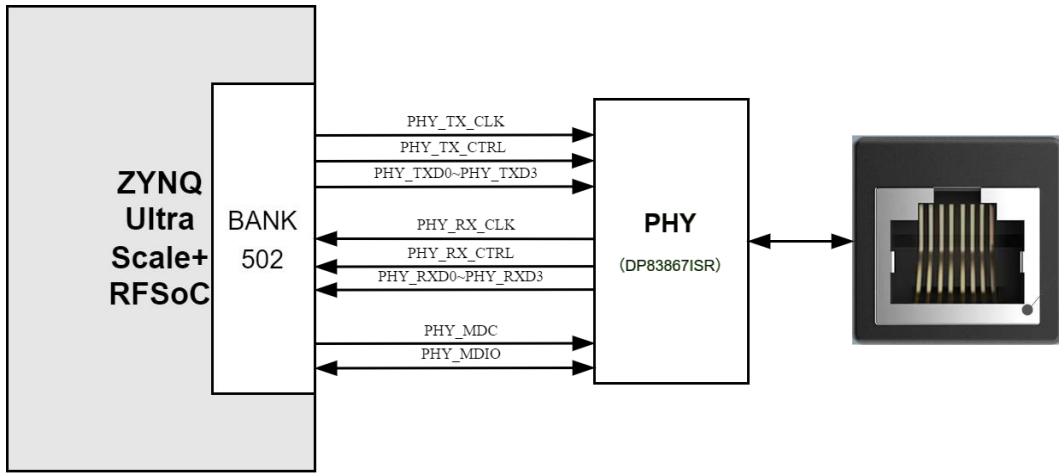 ZYNQ
Ultra
Scale+
RFSoC
BANK
502
PHY_TX_CLK
PHY_TX_CTRL
PHY_TXD0~PHY_TXD3
PHY_RX_CLK
PHY_RX_CTRL
PHY_RXD0~PHY_RXD3
PHY_MDC
PHY_MDIO
PHY
(DP83867ISR)